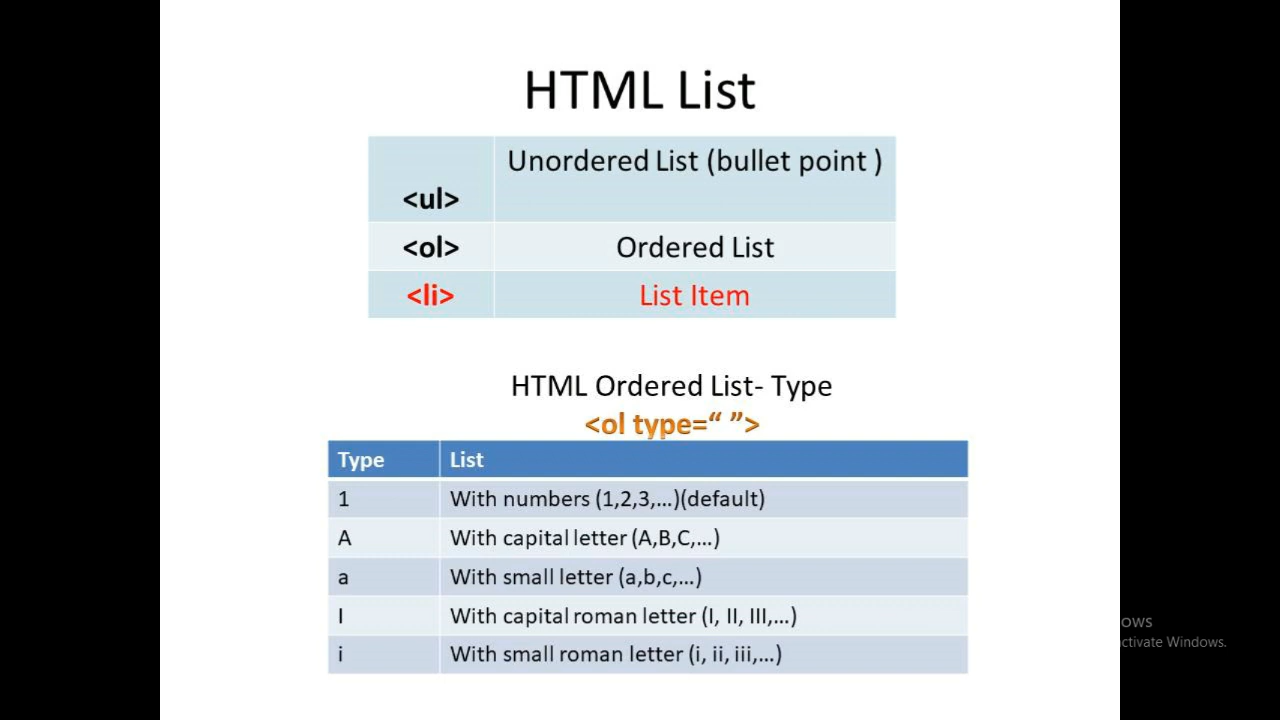 HTML List
Unordered List (bullet point )
<ul>
<ol> Ordered List
<li> List Item
HTML Ordered List- Type
<ol type=“ ”>
Type List
1 With numbers (1,2,3,...)(default)
A With capital letter (A,B,C,...)
a With small letter (a,b,c,...)
I With capital roman letter (I, II, III,...)
i With small roman letter (i, ii, iii,...)
Windows.